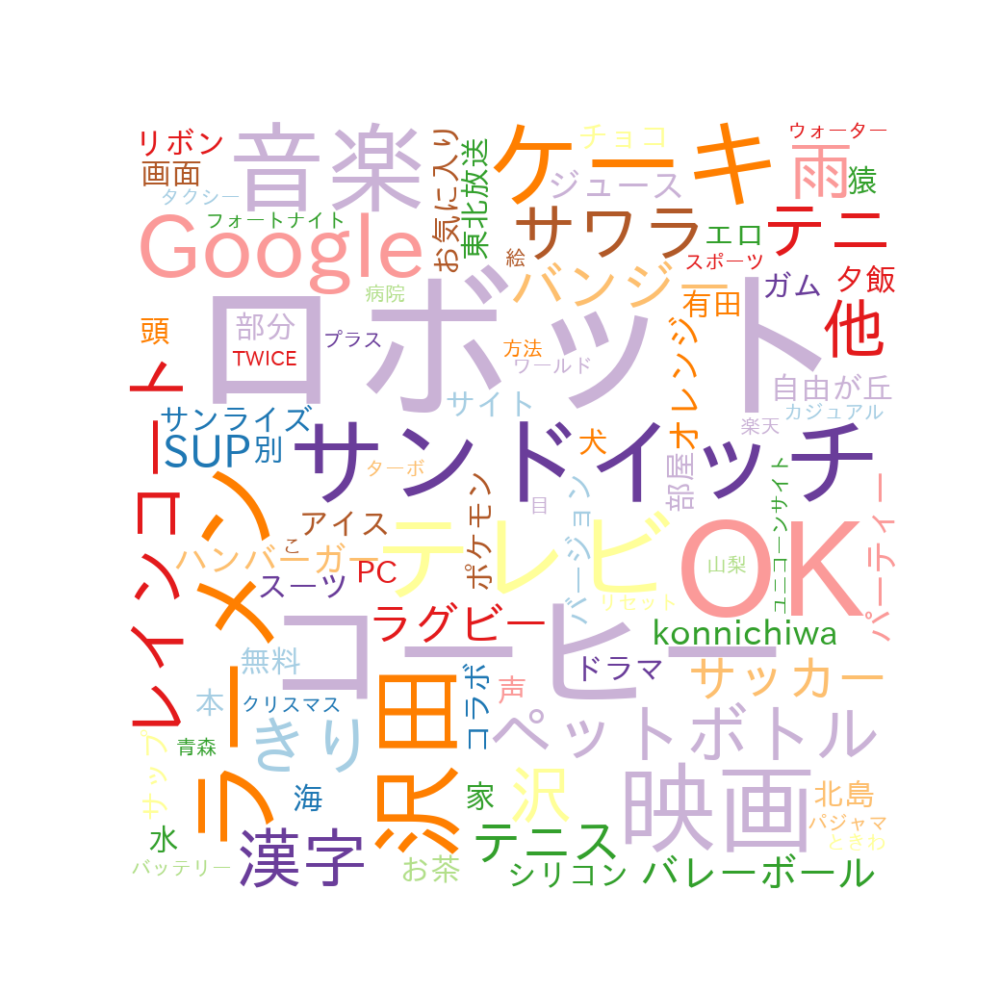 リボン
音楽
お気に入り
東北放送
ケーキ
チョコ
ウォーター
画面
タクシー
ジュース
雨
猿
フォートナイト
Google
サワラ
エロ
テニ
絵
スポーツ
バンジー
ガム
夕飯
病院
有田
他
頭
部分
プラス
TWICE
ロボット
方法
ワールド
オレンジ
自由が丘
レインコート
サンライズ
サイト
カジュアル
SUP
別
サンドイッチ
犬
楽天
ターボ
部屋
ラーメン
アイス
テレビ
ポケモン
目
バージョン
OK
ユニコーンサイト
パーティー
こ
ハンバーガー
スーツ
PC
山梨
リセット
ラグビー
konnichiwa
コーヒー
無料
ドラマ
サッカー
本
クリスマス
沢田
コラボ
声
ペットボトル
サップ
青森
きり
海
家
沢
映画
北島
パジャマ
水
漢字
テニス
ときわ
バッテリー
お茶
シリコン
バレーボール